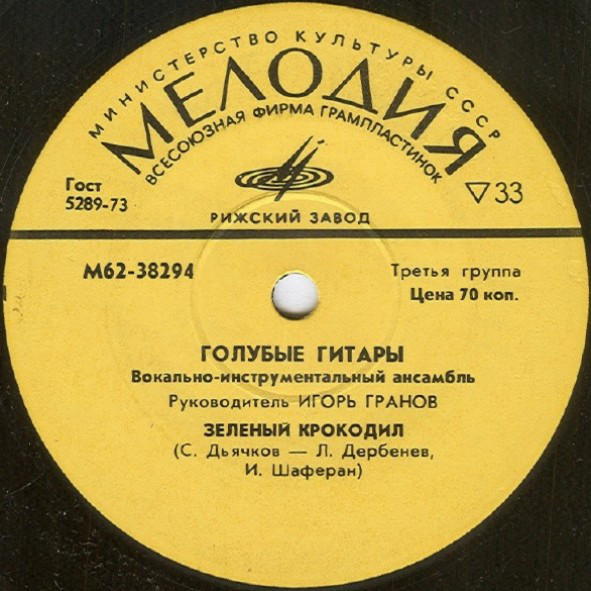 МИНИСТЕРСТВО КУЛЬТУРЫ СССР
МЕЛОДИЯ
ВСЕСОЮЗНАЯ ФИРМА ГРАМПЛАСТИНОК
Гост
5289-73
▽33
РИЖСКИЙ ЗАВОД
М62-38294
Третья группа
Цена 70 коп.
ГОЛУБЫЕ ГИТАРЫ
Вокально-инструментальный ансамбль
Руководитель ИГОРЬ ГРАНОВ
ЗЕЛЕНЫЙ КРОКОДИЛ
(С. Дьячков — Л. Дербенев,
И. Шаферан)